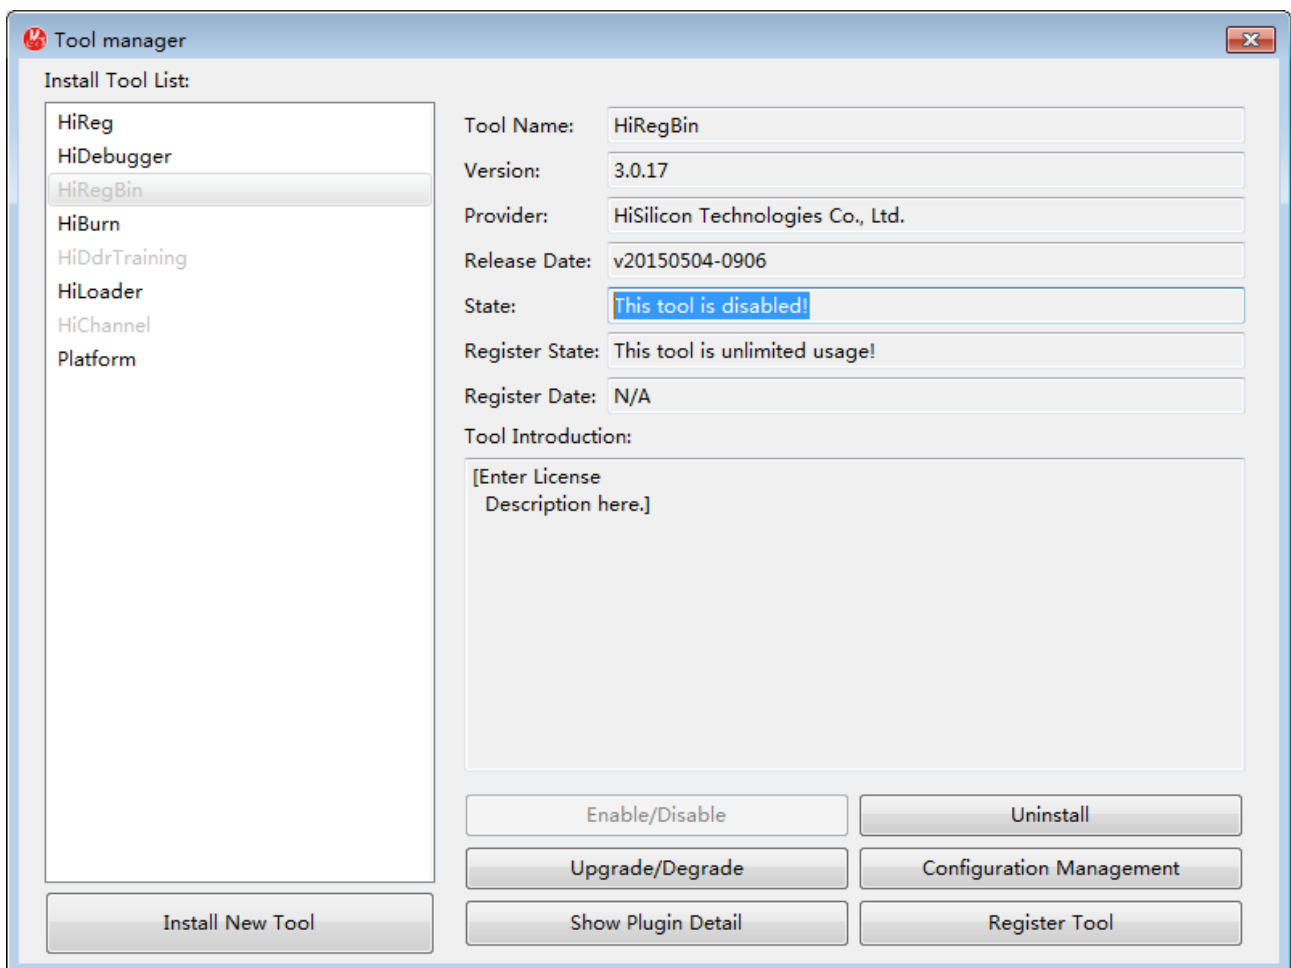 Tool manager
Install Tool List:
HiReg
HiDebugger
HiRegBin
HiBurn
HiDdrTraining
HiLoader
HiChannel
Platform
Install New Tool
Tool Name: HiRegBin
Version: 3.0.17
Provider: HiSilicon Technologies Co., Ltd.
Release Date: v20150504-0906
State: This tool is disabled!
Register State: This tool is unlimited usage!
Register Date: N/A
Tool Introduction:
[Enter License
Description here.]
Enable/Disable Uninstall
Upgrade/Degrade Configuration Management
Show Plugin Detail Register Tool